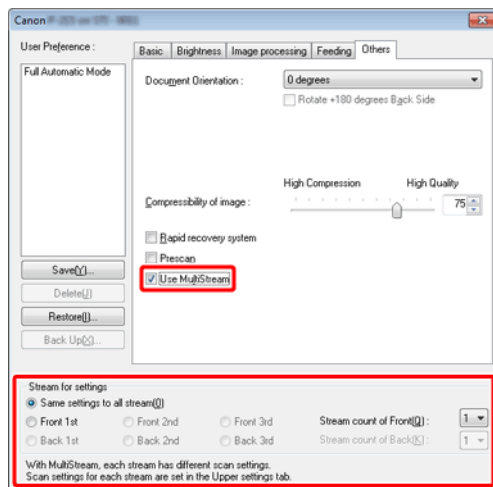 Canon
User Preference :
Full Automatic Mode
Save(Y)...
Delete(J)
Restore(I)...
Back Up(X)...
Basic Brightness Image processing Feeding Others
Document Orientation : 0 degrees
Rotate +180 degrees Back Side
High Compression High Quality
Compressibility of image : 75
Rapid recovery system
Prescan
Use MultiStream
Stream for settings
Same settings to all stream(0)
Front 1st Front 2nd Front 3rd Stream count of Front(Q) : 1
Back 1st Back 2nd Back 3rd Stream count of Back(K) : 1
With MultiStream, each stream has different scan settings.
Scan settings for each stream are set in the Upper settings tab.